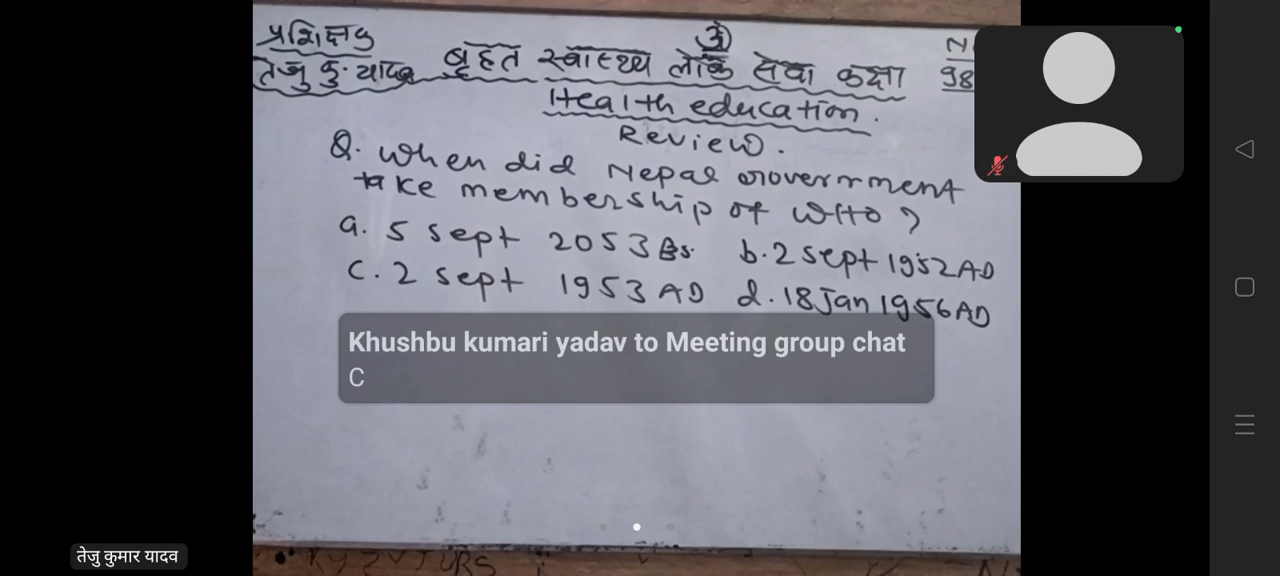 ॐ
प्रशिक्षक
तेजु कु. यादव
बृहत स्वास्थ्य लोक सेवा कक्षा
N
98
Health education.
Review.
Q. When did Nepal Government
take membership of WHO?
a. 5 Sept 2053 Bs. b. 2 Sept 1952 AD
c. 2 Sept 1953 AD d. 18 Jan 1956 AD
Khushbu kumari yadav to Meeting group chat
C
तेजु कुमार यादव